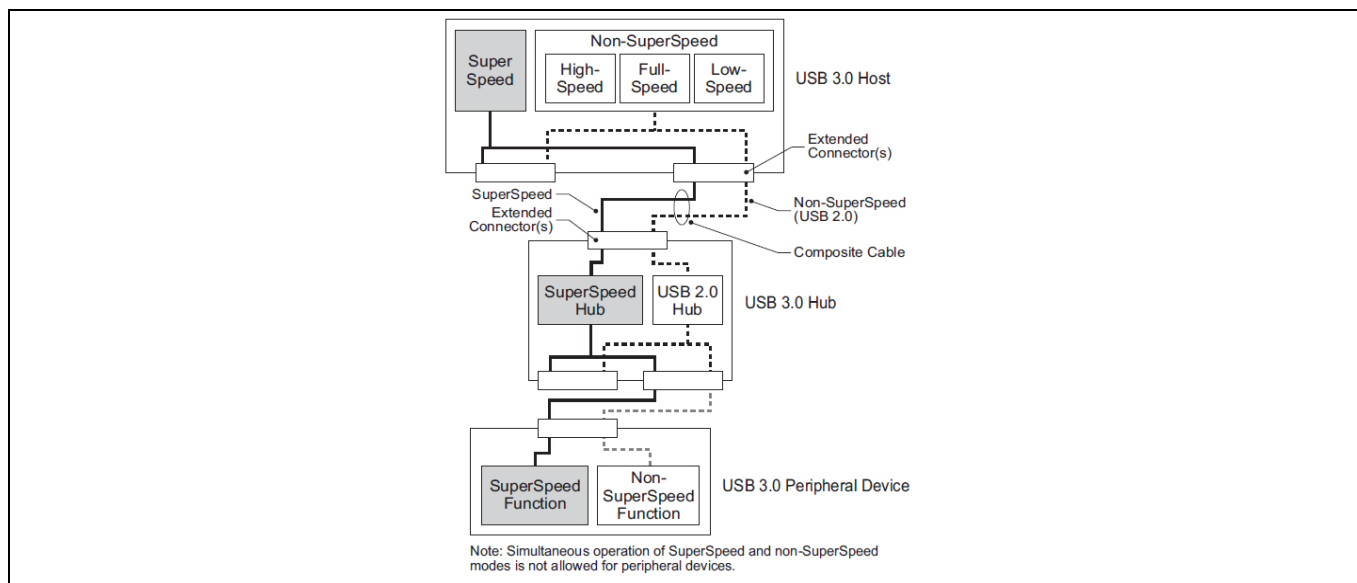 Super
Speed
Non-SuperSpeed
High-
Speed
Full-
Speed
Low-
Speed
USB 3.0 Host
Extended
Connector(s)
SuperSpeed
Non-SuperSpeed
(USB 2.0)
Extended
Connector(s)
Composite Cable
SuperSpeed
Hub
USB 2.0
Hub
USB 3.0 Hub
SuperSpeed
Function
Non-
SuperSpeed
Function
USB 3.0 Peripheral Device
Note: Simultaneous operation of SuperSpeed and non-SuperSpeed
modes is not allowed for peripheral devices.